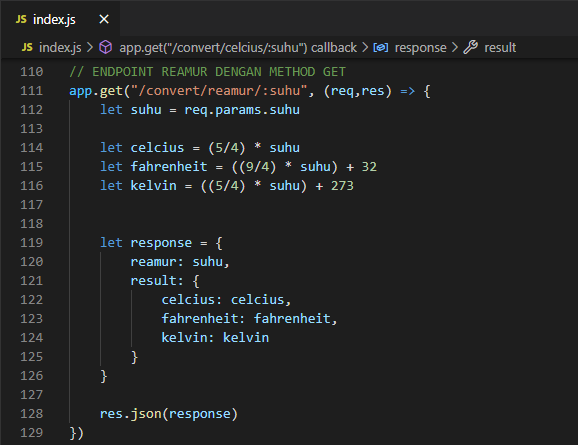 JS index.js ×
JS index.js > app.get("/convert/celcius/:suhu") callback > response > result
110 // ENDPOINT REAMUR DENGAN METHOD GET
111 app.get("/convert/reamur/:suhu", (req,res) => {
112     let suhu = req.params.suhu
113
114     let celcius = (5/4) * suhu
115     let fahrenheit = ((9/4) * suhu) + 32
116     let kelvin = ((5/4) * suhu) + 273
117
118
119     let response = {
120         reamur: suhu,
121         result: {
122             celcius: celcius,
123             fahrenheit: fahrenheit,
124             kelvin: kelvin
125         }
126     }
127
128     res.json(response)
129 })